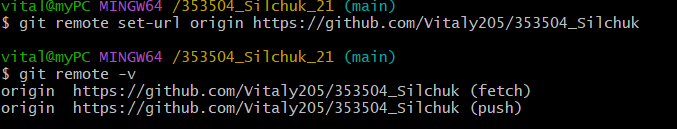 vital@myPC MINGW64 /353504_Silchuk_21 (main)
$ git remote set-url origin https://github.com/Vitaly205/353504_Silchuk
vital@myPC MINGW64 /353504_Silchuk_21 (main)
$ git remote -v
origin  https://github.com/Vitaly205/353504_Silchuk (fetch)
origin  https://github.com/Vitaly205/353504_Silchuk (push)